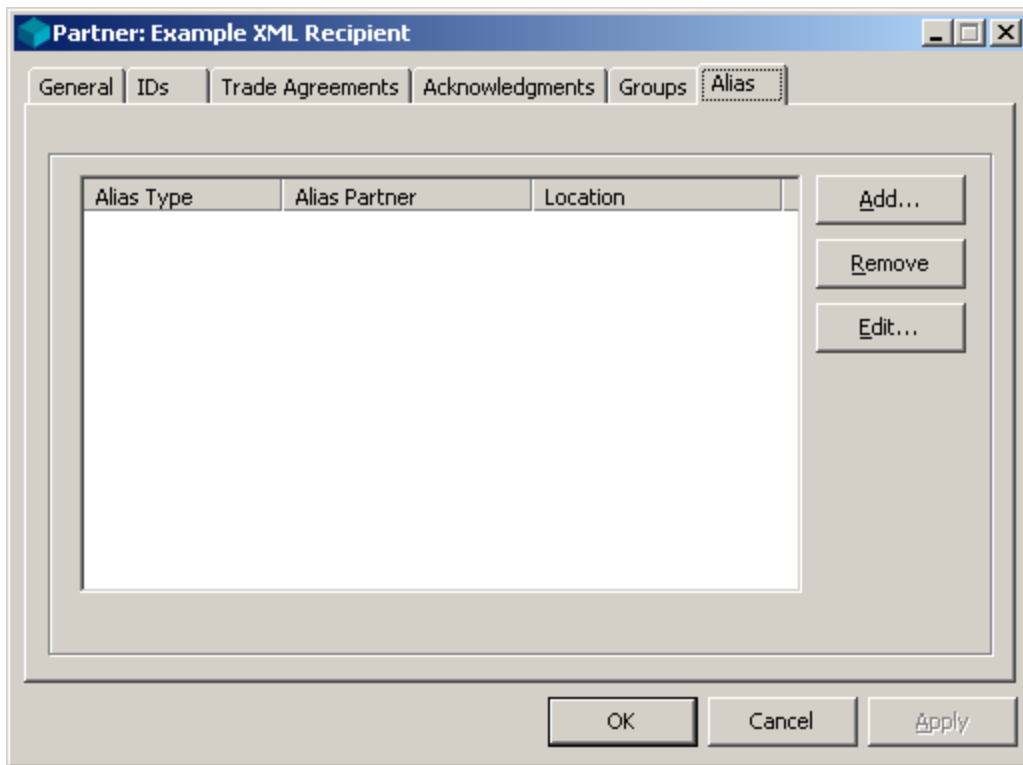 Partner: Example XML Recipient
General IDs Trade Agreements Acknowledgments Groups Alias
Alias Type Alias Partner Location
Add...
Remove
Edit...
OK Cancel Apply